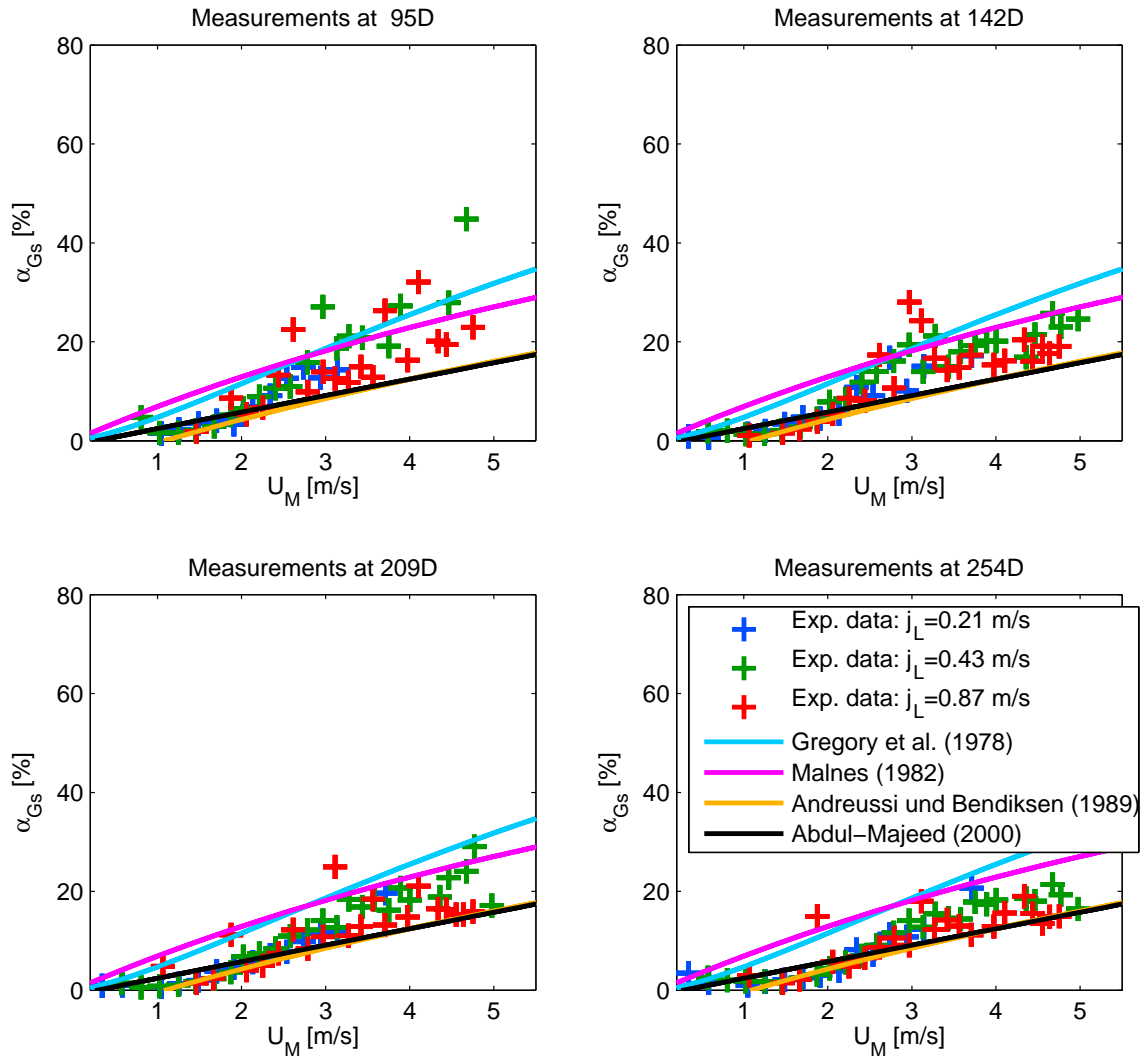 Measurements at 95D
80
60
40
20
0
α_Gs [%]
1 2 3 4 5
U_M [m/s]
Measurements at 142D
80
60
40
20
0
α_Gs [%]
1 2 3 4 5
U_M [m/s]
Measurements at 209D
80
60
40
20
0
α_Gs [%]
1 2 3 4 5
U_M [m/s]
Measurements at 254D
80
60
40
20
0
α_Gs [%]
1 2 3 4 5
U_M [m/s]
Exp. data: j_L=0.21 m/s
Exp. data: j_L=0.43 m/s
Exp. data: j_L=0.87 m/s
Gregory et al. (1978)
Malnes (1982)
Andreussi und Bendiksen (1989)
Abdul−Majeed (2000)